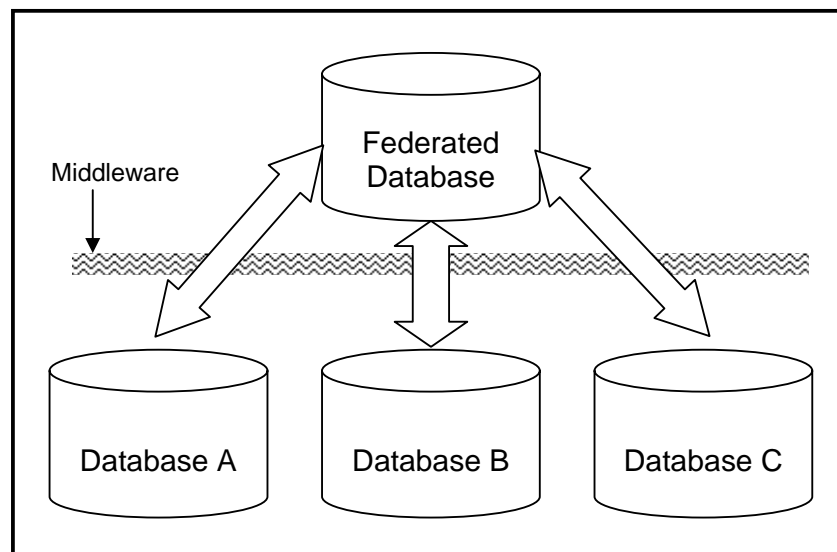 Federated
Database
Middleware
Database A
Database B
Database C